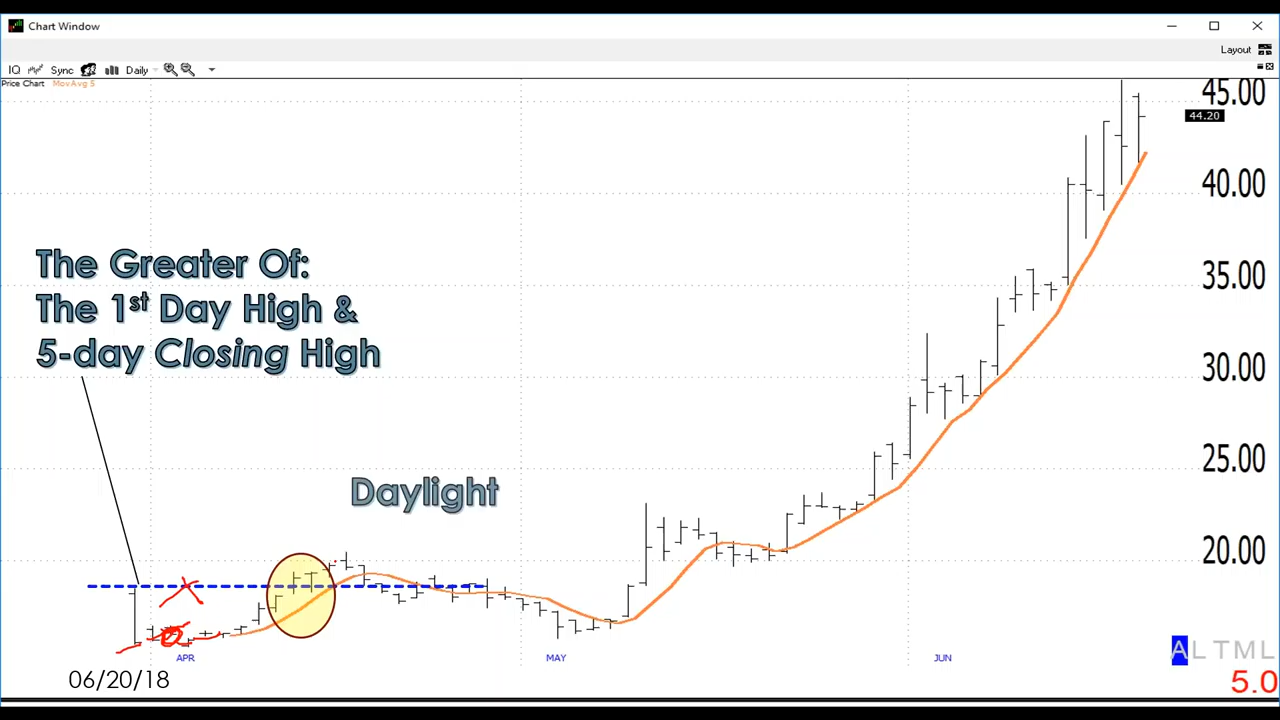 Chart Window
Layout
IQ Sync Daily
Price Chart MovAvg 5
45.00
44.20
40.00
The Greater Of:
The 1st Day High &
5-day Closing High
35.00
30.00
25.00
Daylight
20.00
APR MAY JUN
A L T M L
06/20/18
5.0